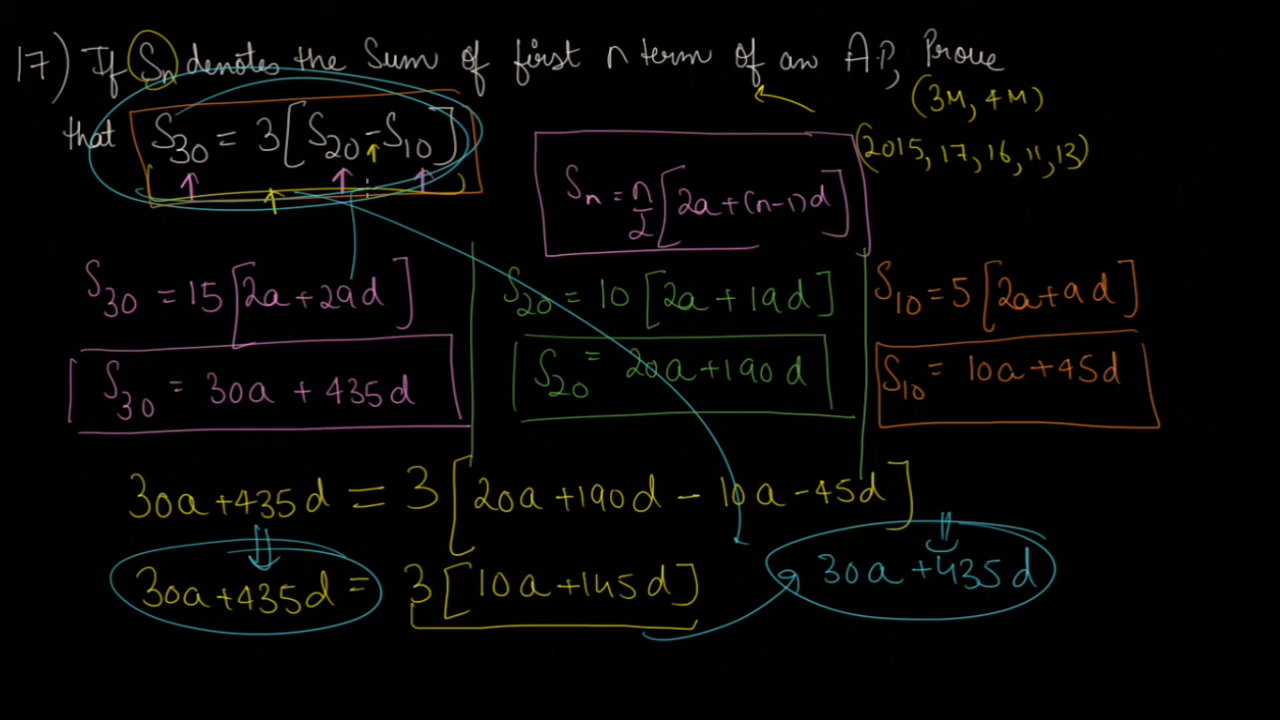 17) If Sn denotes the Sum of first n term of an A.P, Prove
(3M, 4M)
that S30 = 3[S20 - S10]
(2015, 17, 16, 11, 13)
Sn = n/2 [2a+(n-1)d]
S30 = 15[2a+29d]
S30 = 30a + 435d
S20 = 10[2a+19d]
S20 = 20a+190d
S10 = 5[2a+9d]
S10 = 10a+45d
30a+435d = 3[20a+190d - 10a-45d]
30a+435d = 3[10a+145d]
30a+435d